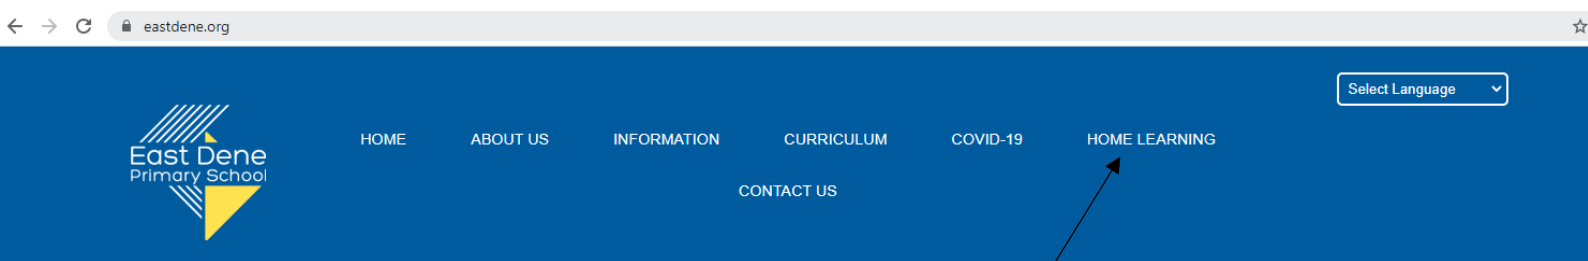 eastdene.org
Select Language
East Dene
Primary School
HOME ABOUT US INFORMATION CURRICULUM COVID-19 HOME LEARNING
CONTACT US